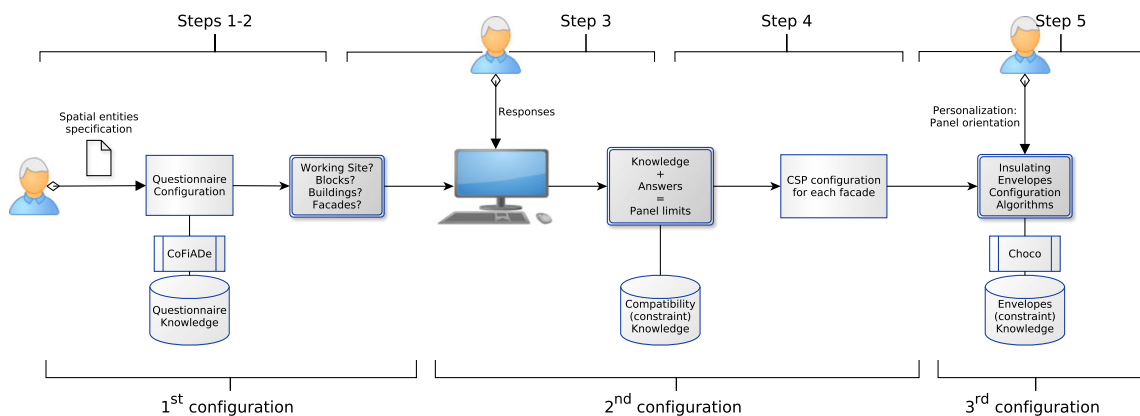 Steps 1-2
Step 3
Step 4
Step 5
Spatial entities
specification
Responses
Personalization:
Panel orientation
Questionnaire
Configuration
Working Site?
Blocks?
Buildings?
Facades?
Knowledge
+
Answers
=
Panel limits
CSP configuration
for each facade
Insulating
Envelopes
Configuration
Algorithms
CoFiADe
Choco
Questionnaire
Knowledge
Compatibility
(constraint)
Knowledge
Envelopes
(constraint)
Knowledge
1st configuration
2nd configuration
3rd configuration